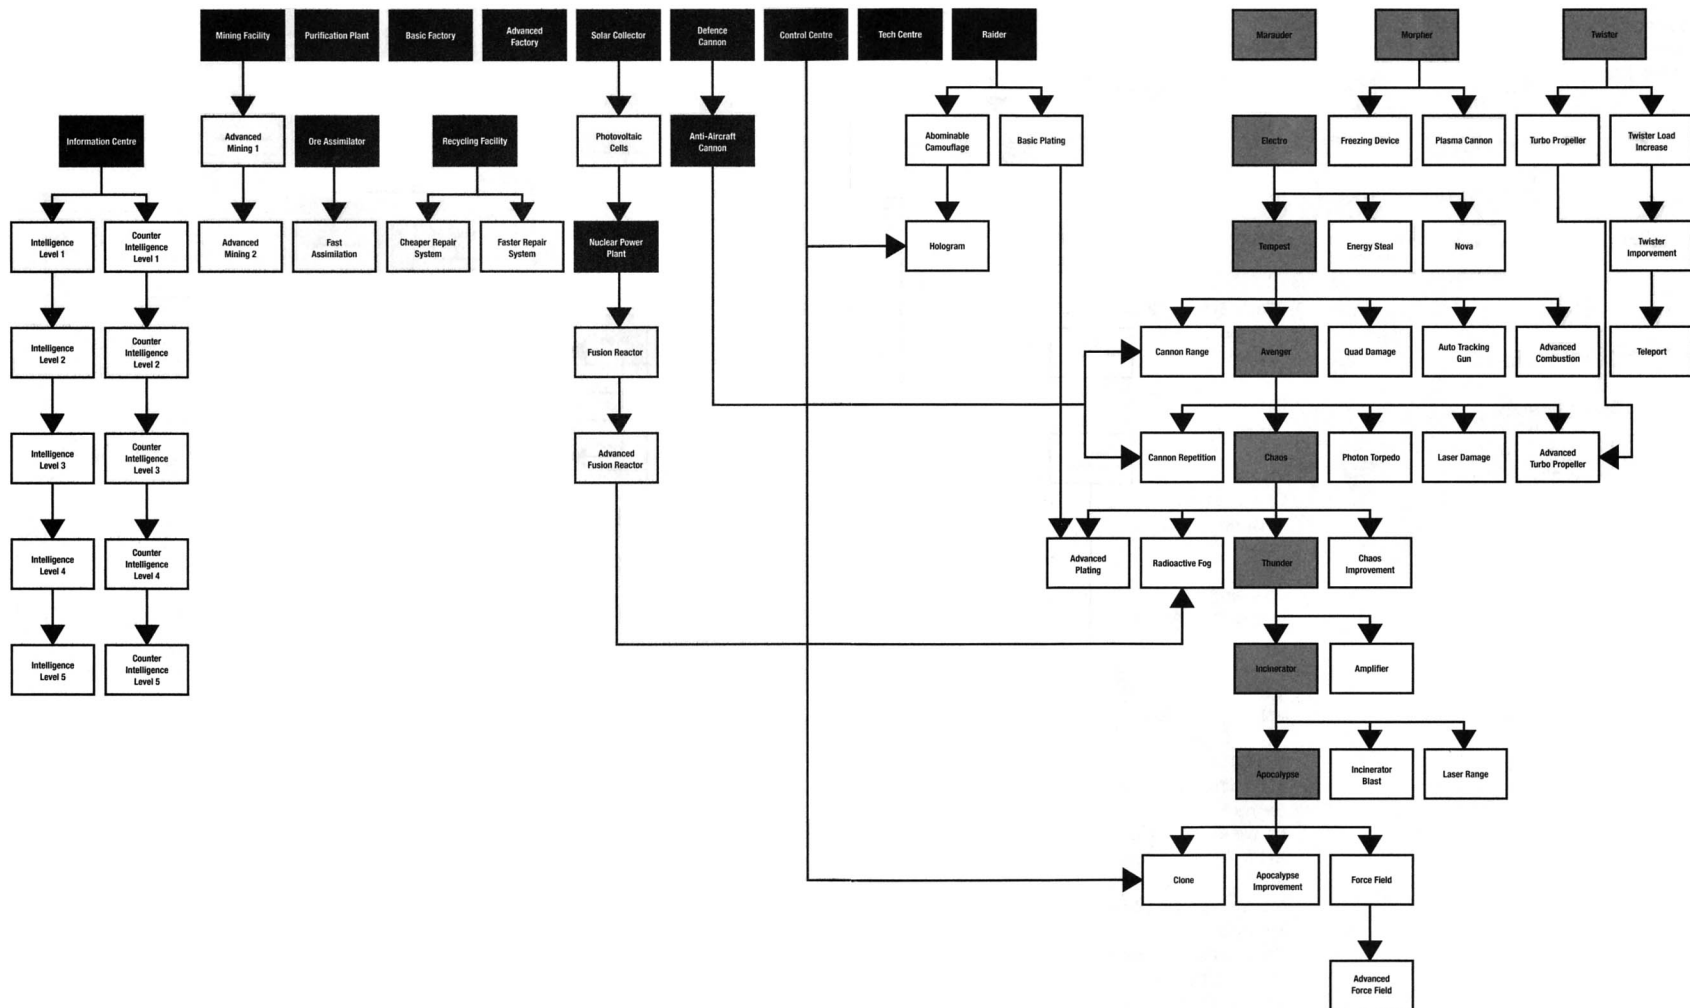 Mining Facility
Purification Plant
Basic Factory
Advanced
Factory
Solar Collector
Defence
Cannon
Control Centre
Tech Centre
Raider
Marauder
Morpher
Twister
Information Centre
Advanced
Mining 1
Ore Assimilator
Recycling Facility
Photovoltaic
Cells
Anti-Aircraft
Cannon
Abominable
Camouflage
Basic Plating
Electro
Freezing Device
Plasma Cannon
Turbo Propeller
Twister Load
Increase
Intelligence
Level 1
Counter
Intelligence
Level 1
Advanced
Mining 2
Fast
Assimilation
Cheaper Repair
System
Faster Repair
System
Nuclear Power
Plant
Hologram
Tempest
Energy Steal
Nova
Twister
Imporvement
Intelligence
Level 2
Counter
Intelligence
Level 2
Fusion Reactor
Cannon Range
Avenger
Quad Damage
Auto Tracking
Gun
Advanced
Combustion
Teleport
Intelligence
Level 3
Counter
Intelligence
Level 3
Advanced
Fusion Reactor
Cannon Repetition
Chaos
Photon Torpedo
Laser Damage
Advanced
Turbo Propeller
Intelligence
Level 4
Counter
Intelligence
Level 4
Advanced
Plating
Radioactive Fog
Thunder
Chaos
Improvement
Intelligence
Level 5
Counter
Intelligence
Level 5
Incinerator
Amplifier
Apocalypse
Incinerator
Blast
Laser Range
Clone
Apocalypse
Improvement
Force Field
Advanced
Force Field